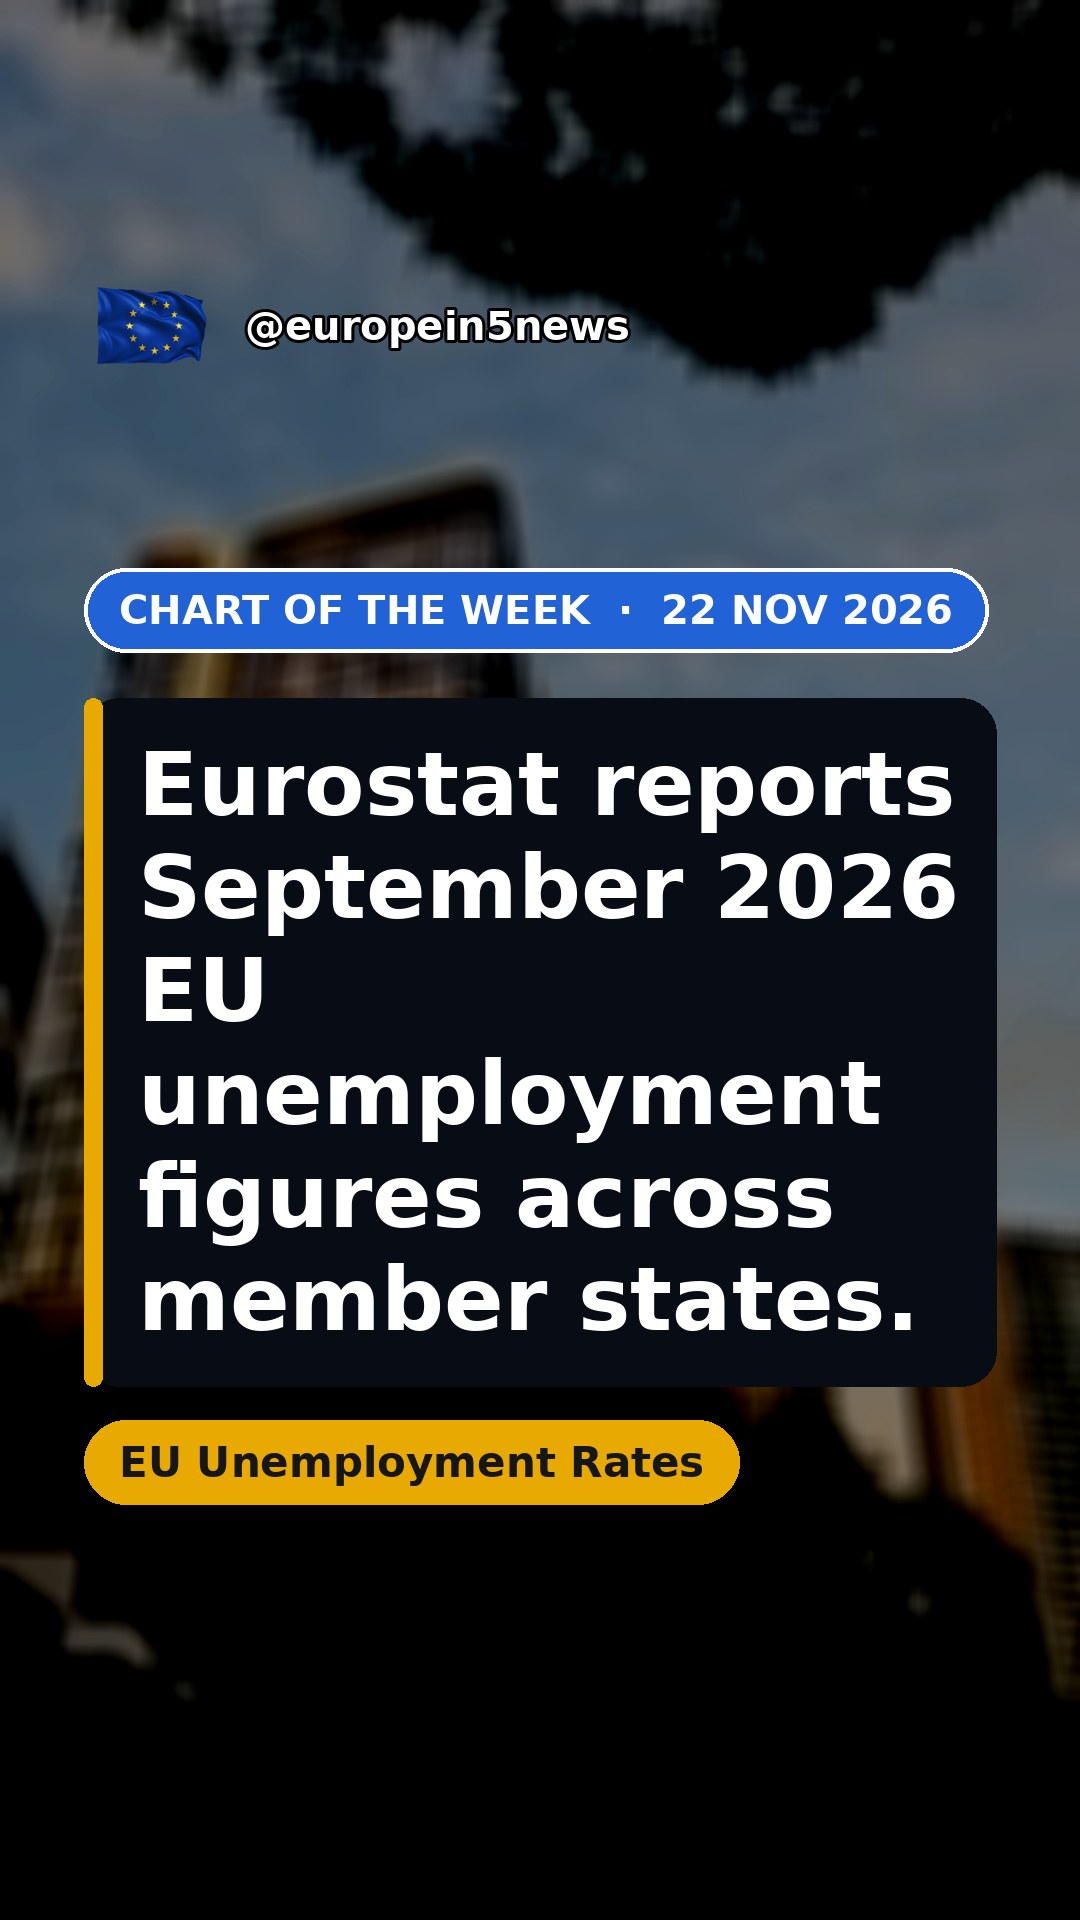 @europein5news
CHART OF THE WEEK · 22 NOV 2026
Eurostat reports
September 2026
EU
unemployment
figures across
member states.
EU Unemployment Rates